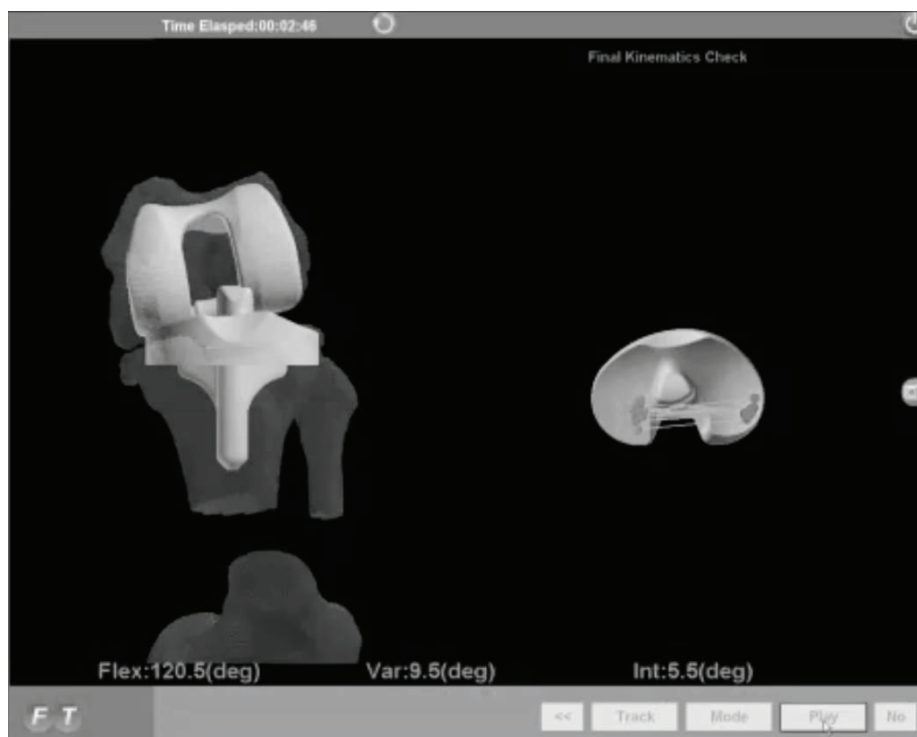 Time Elasped:00:02:46
Final Kinematics Check
Flex:120.5(deg) Var:9.5(deg) Int:5.5(deg)
F T << Track Mode Play No